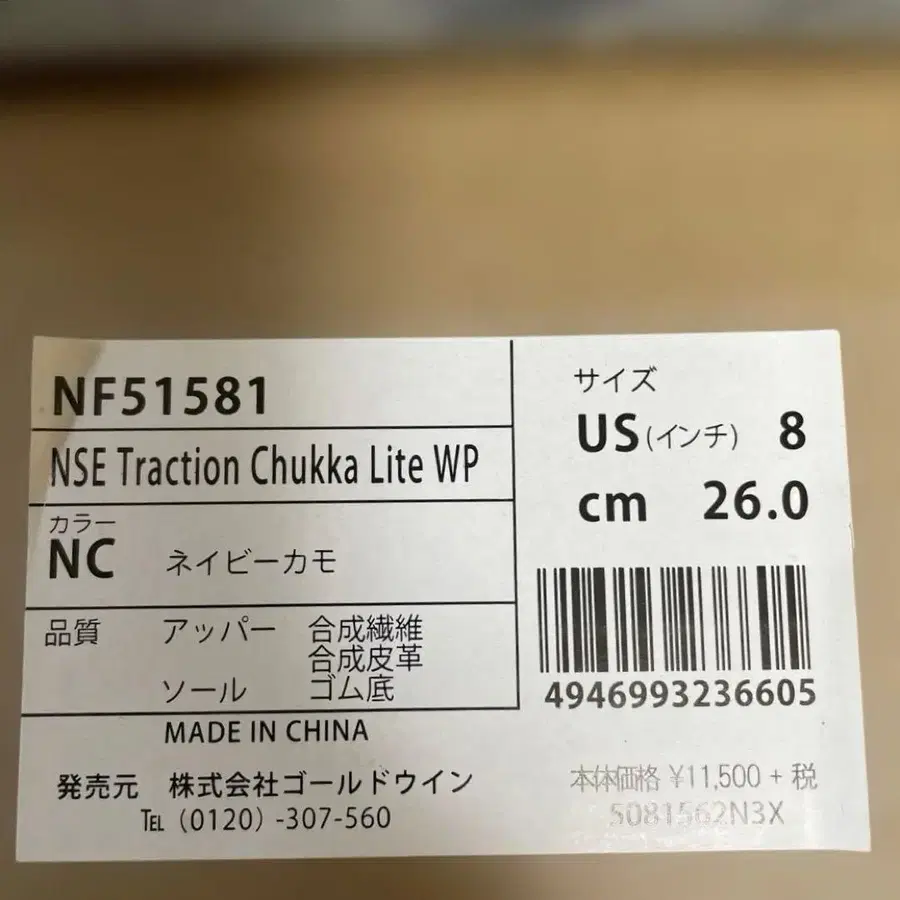 NF51581
NSE Traction Chukka Lite WP
カラー
NC ネイビーカモ
品質 アッパー 合成繊維
合成皮革
ソール ゴム底
MADE IN CHINA
発売元 株式会社ゴールドウイン
TEL (0120) -307-560
サイズ
US (インチ) 8
cm 26.0
4946993236605
本体価格 ¥11,500 + 税
5081562N3X